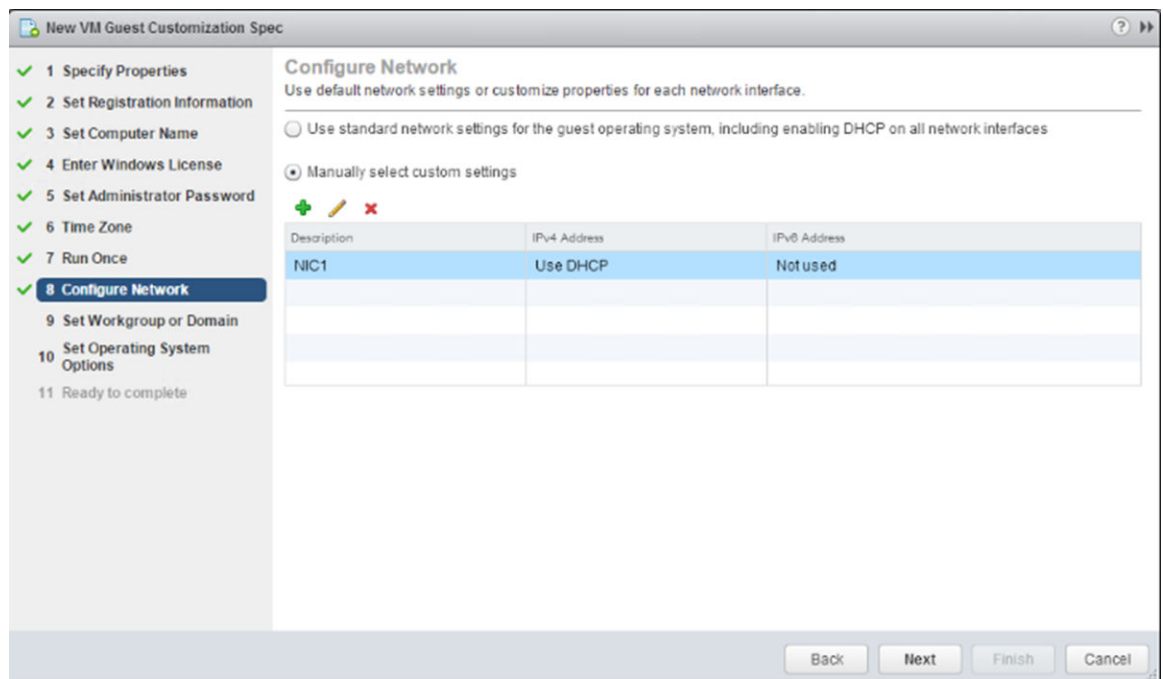 New VM Guest Customization Spec
1 Specify Properties
2 Set Registration Information
3 Set Computer Name
4 Enter Windows License
5 Set Administrator Password
6 Time Zone
7 Run Once
8 Configure Network
9 Set Workgroup or Domain
10 Set Operating System
Options
11 Ready to complete
Configure Network
Use default network settings or customize properties for each network interface.
Use standard network settings for the guest operating system, including enabling DHCP on all network interfaces
Manually select custom settings
Description IPv4 Address IPv6 Address
NIC1 Use DHCP Not used
Back Next Finish Cancel